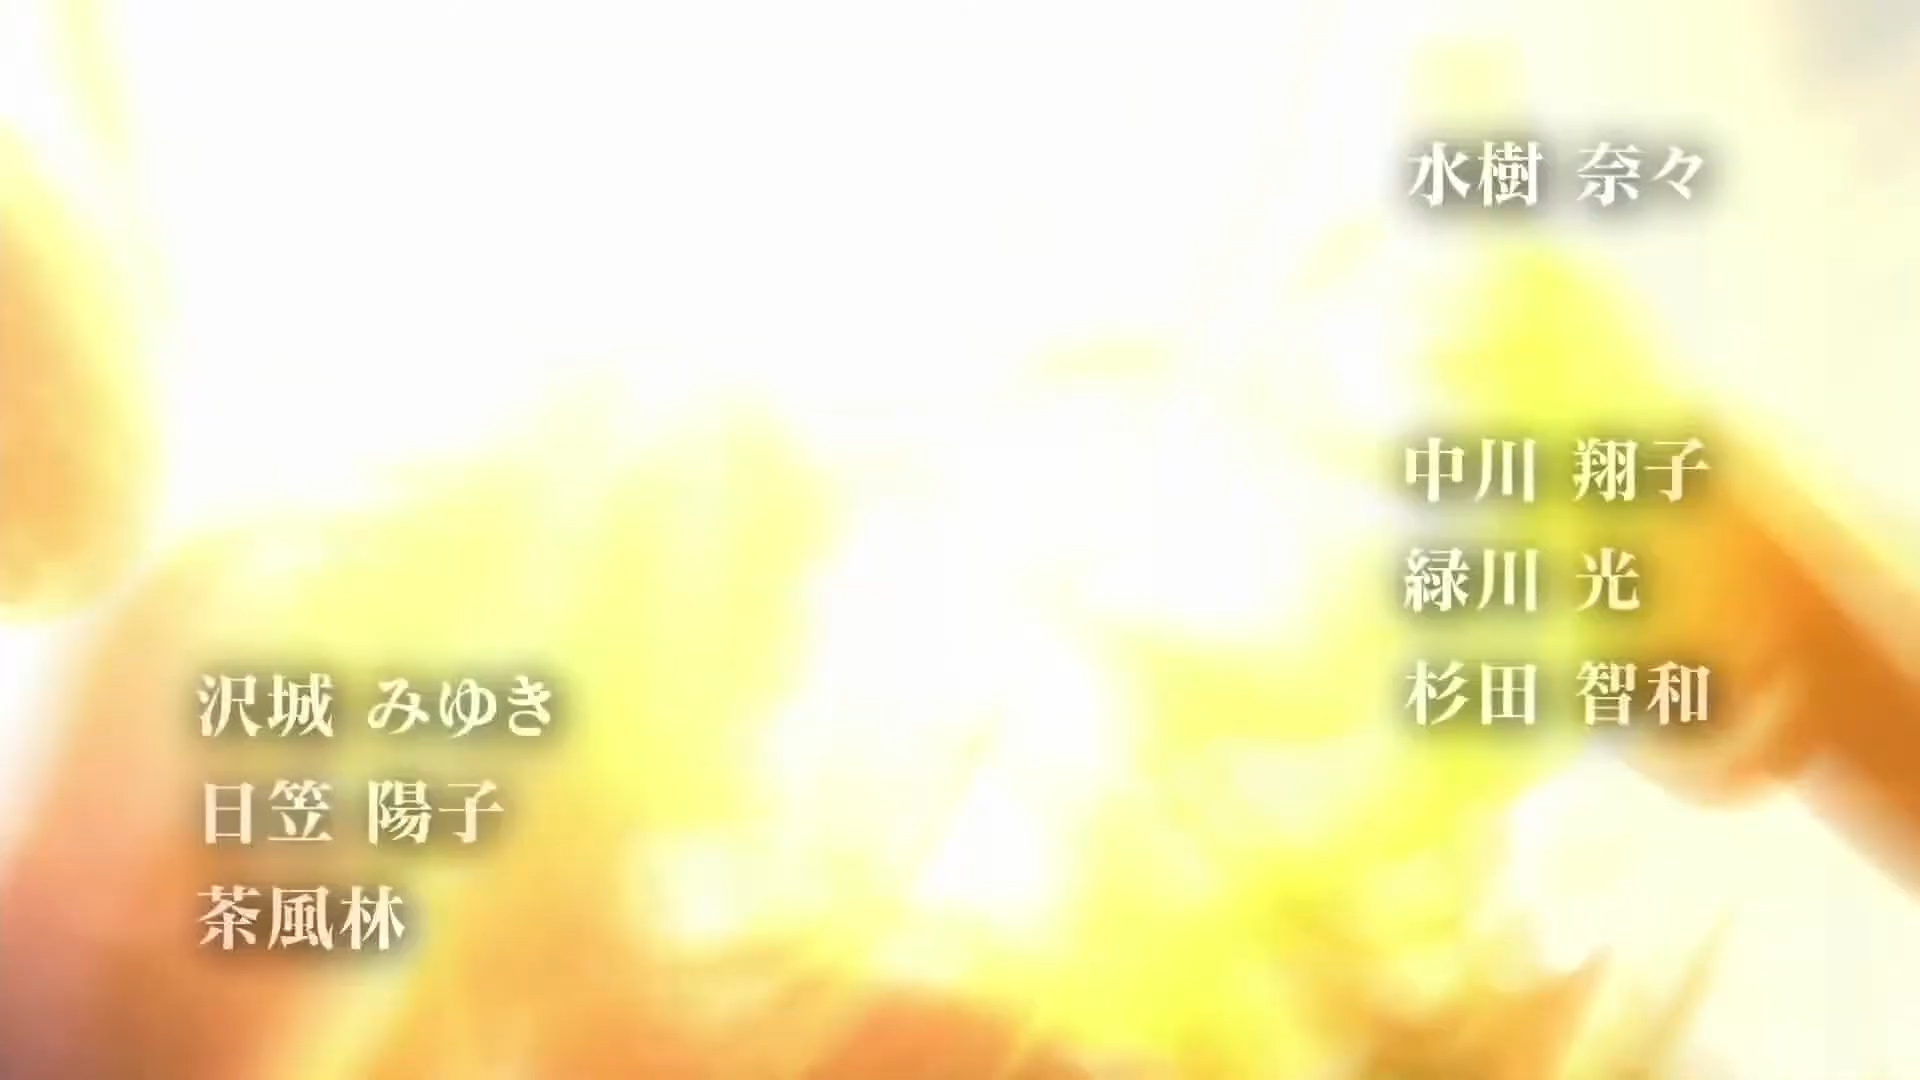 水樹 奈々
中川 翔子
緑川 光
杉田 智和
沢城 みゆき
日笠 陽子
茶風林